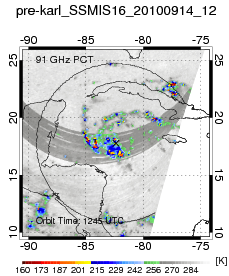 pre-karl_SSMIS16_20100914_12
-90 -85 -80 -75
91 GHz PCT
25 25
20 20
15 15
10 10
Orbit Time: 1245 UTC
-90 -85 -80 -75
[K]
160 173 187 201 215 229 242 256 270 284